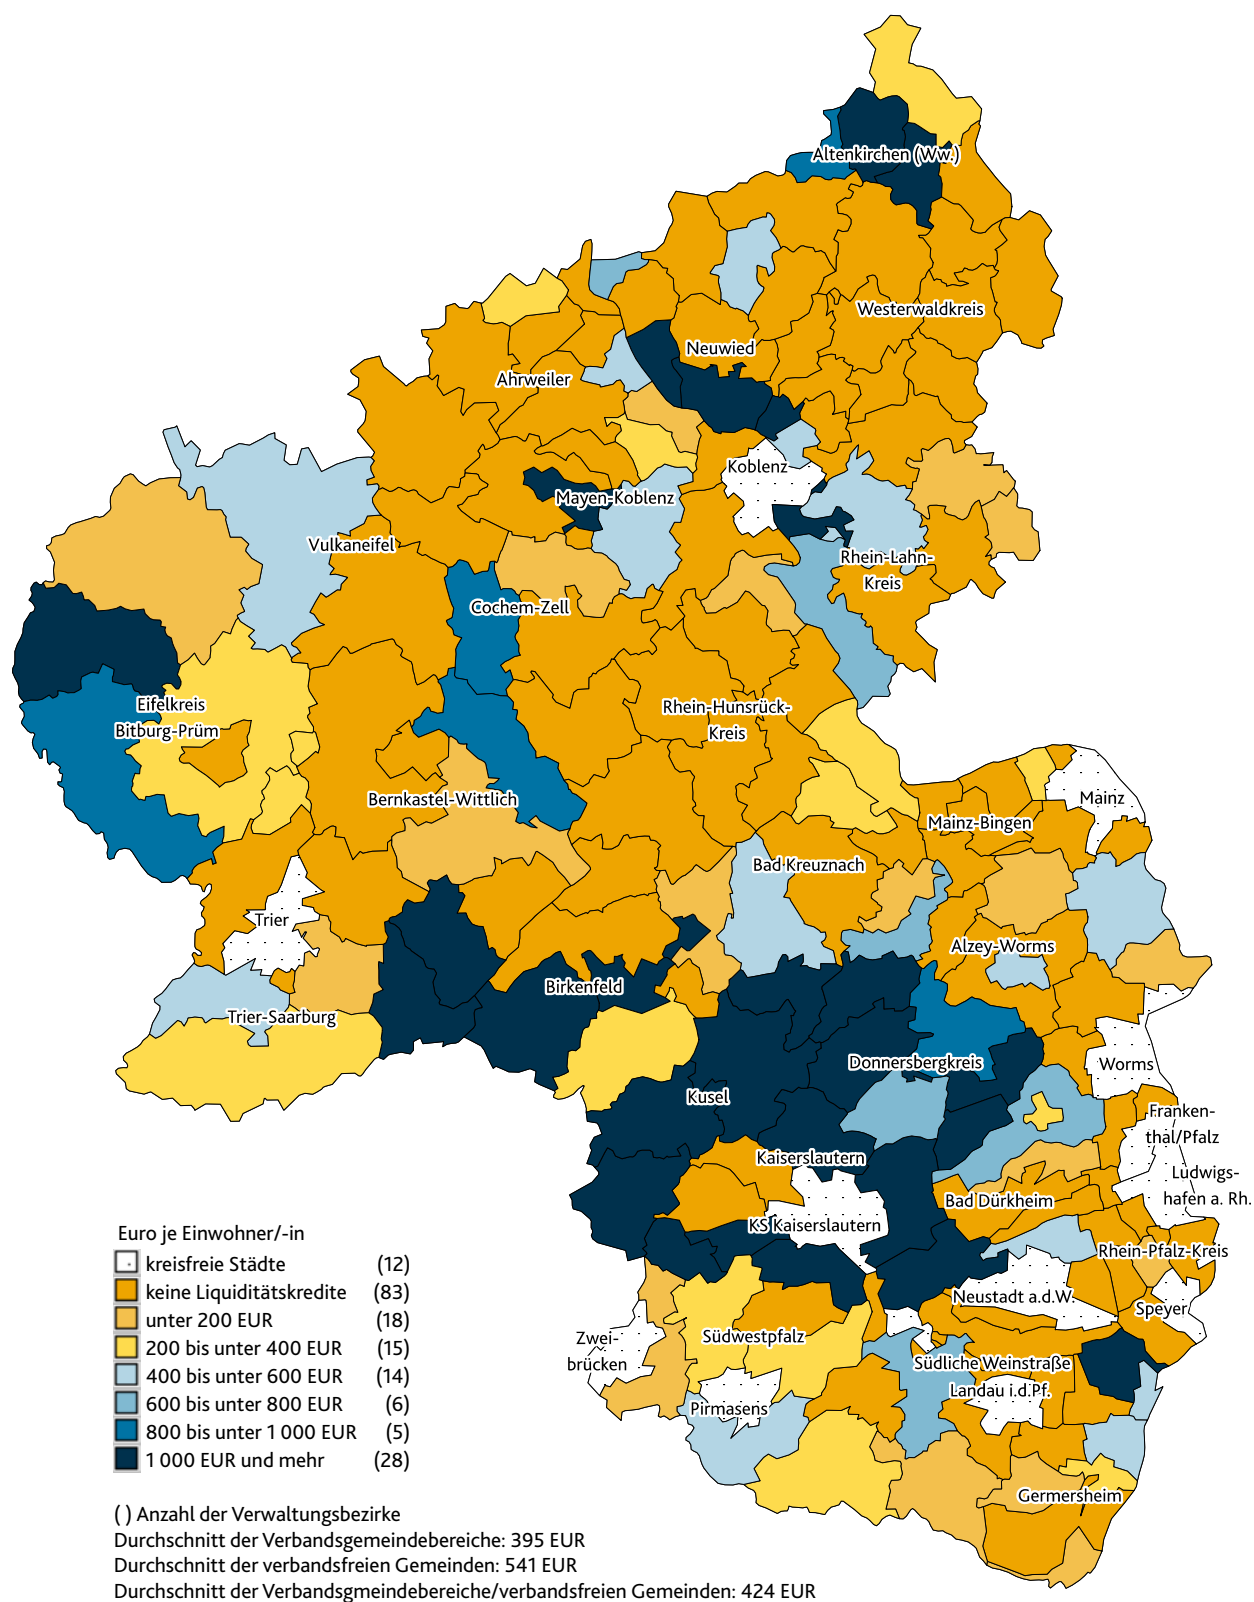 Altenkirchen (Ww.)
Westerwaldkreis
Neuwied
Ahrweiler
Koblenz
Mayen-Koblenz
Vulkaneifel
Rhein-Lahn-
Kreis
Cochem-Zell
Eifelkreis
Bitburg-Prüm
Rhein-Hunsrück-
Kreis
Bernkastel-Wittlich
Mainz
Mainz-Bingen
Bad Kreuznach
Trier
Alzey-Worms
Birkenfeld
Trier-Saarburg
Donnersbergkreis
Worms
Kusel
Franken-
thal/Pfalz
Kaiserslautern
Ludwigs-
hafen a. Rh.
Bad Dürkheim
KS Kaiserslautern
Rhein-Pfalz-Kreis
Neustadt a.d.W.
Speyer
Zwei-
brücken
Südwestpfalz
Südliche Weinstraße
Landau i.d.Pf.
Pirmasens
Germersheim
Euro je Einwohner/-in
kreisfreie Städte (12)
keine Liquiditätskredite (83)
unter 200 EUR (18)
200 bis unter 400 EUR (15)
400 bis unter 600 EUR (14)
600 bis unter 800 EUR (6)
800 bis unter 1 000 EUR (5)
1 000 EUR und mehr (28)
( ) Anzahl der Verwaltungsbezirke
Durchschnitt der Verbandsgemeindebereiche: 395 EUR
Durchschnitt der verbandsfreien Gemeinden: 541 EUR
Durchschnitt der Verbandsgmeindebereiche/verbandsfreien Gemeinden: 424 EUR